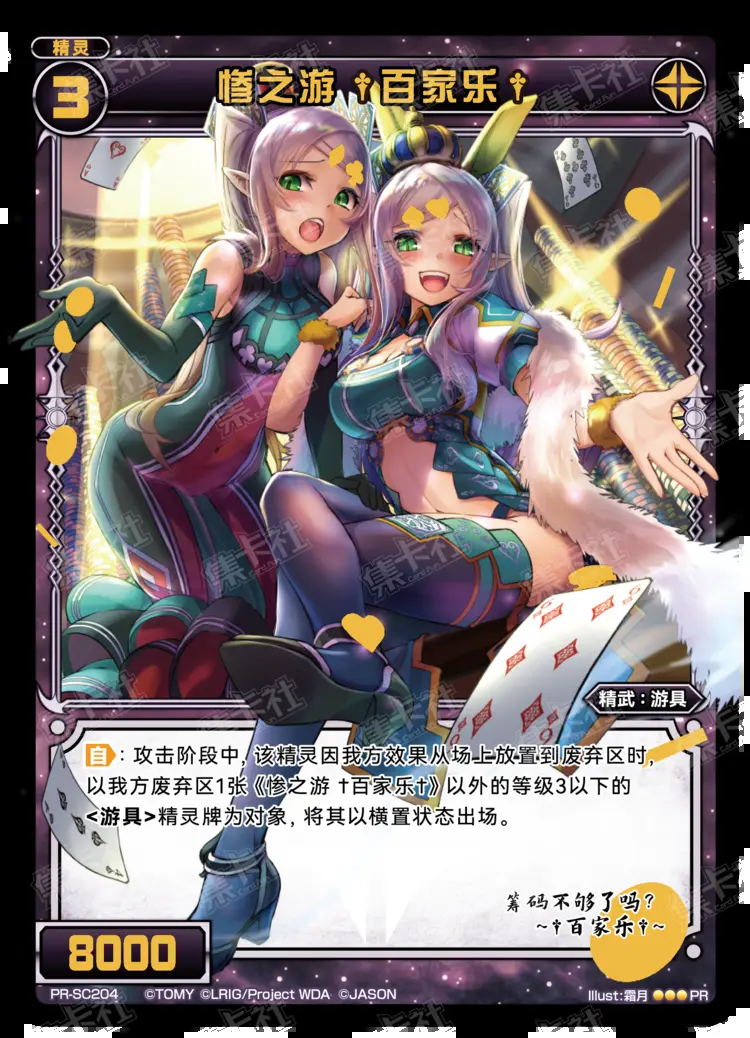 精灵
3
惨之游 †百家乐†
精武：游具
自：攻击阶段中，该精灵因我方效果从场上放置到废弃区时，
以我方废弃区1张《惨之游 †百家乐†》以外的等级3以下的
<游具>精灵牌为对象，将其以横置状态出场。
筹码不够了吗？
~†百家乐†~
8000
PR-SC204 ©TOMY ©LRIG/Project WDA ©JASON Illust:霜月 PR
集卡社